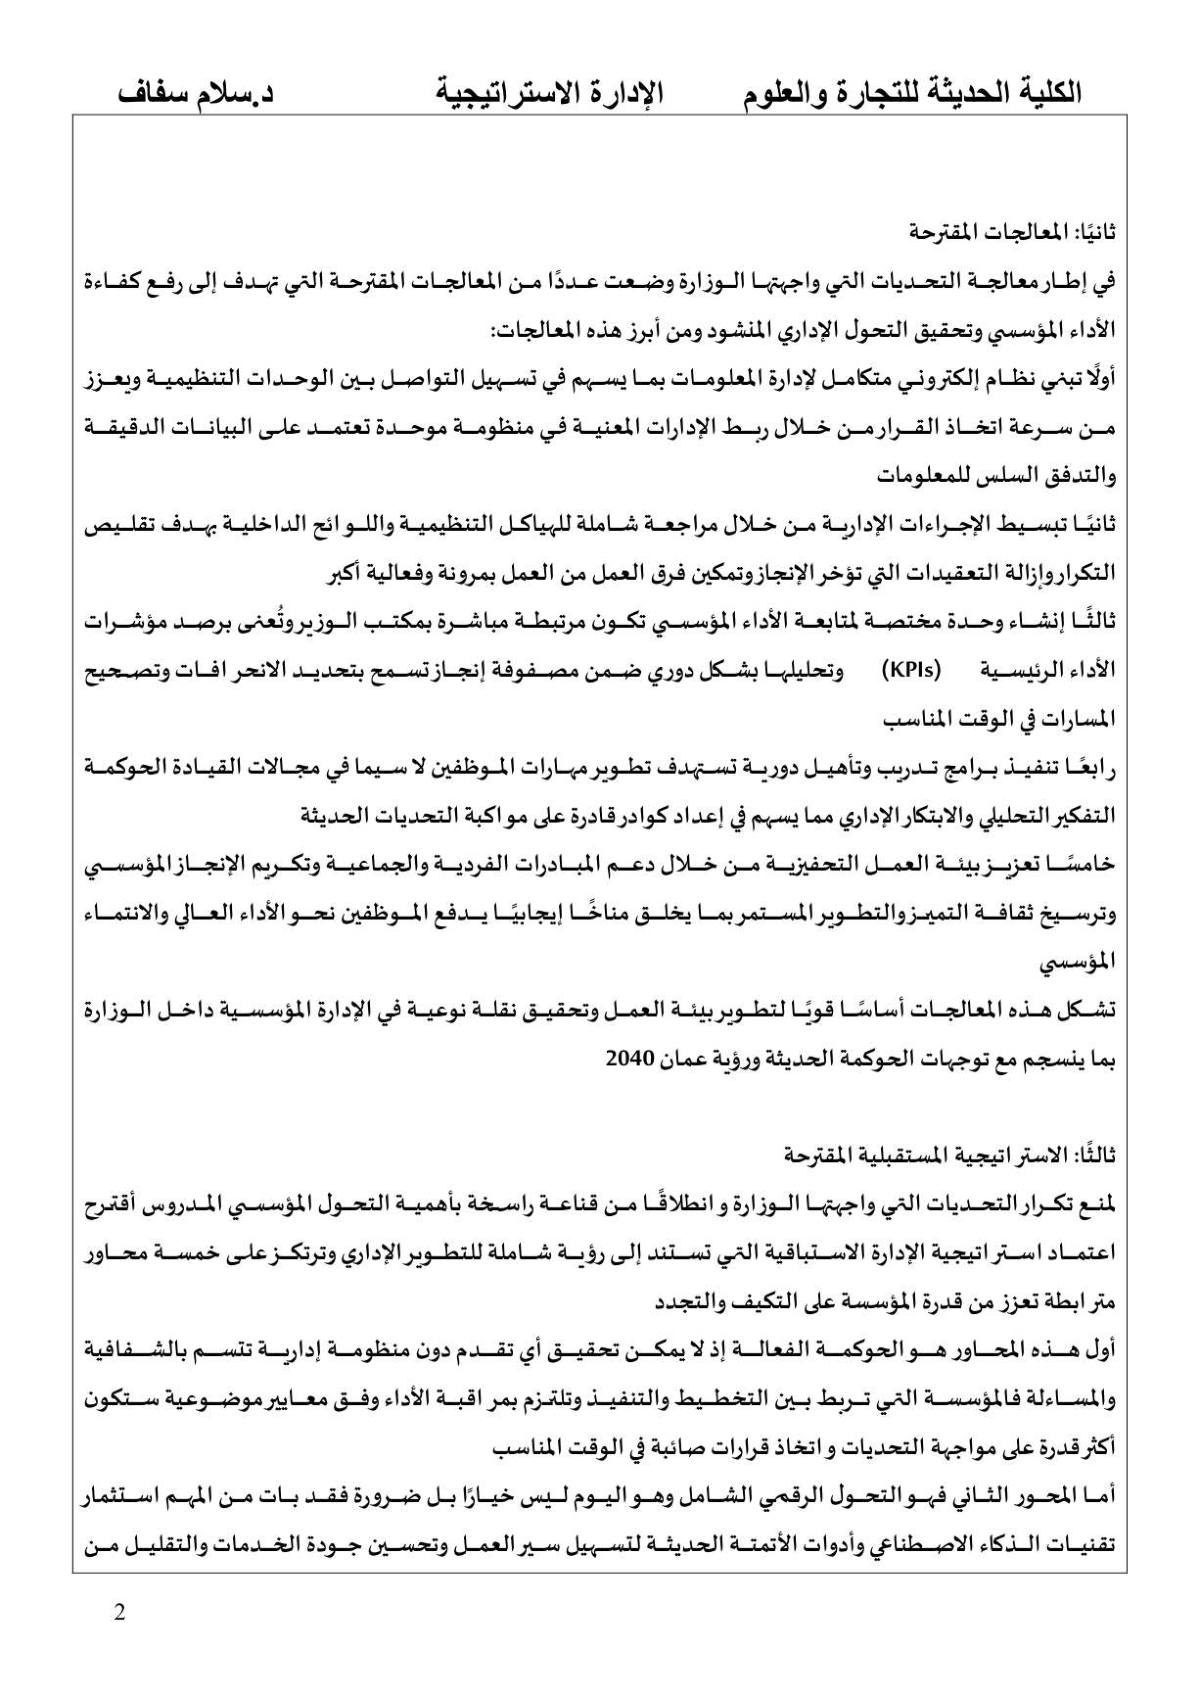 الكلية الحديثة للتجارة والعلوم الإدارة الاستراتيجية د.سلام سفاف
ثانيًا: المعالجات المقترحة
في إطار معالجة التحديات التي واجهتها الوزارة وضعت عددًا من المعالجات المقترحة التي تهدف إلى رفع كفاءة
الأداء المؤسسي وتحقيق التحول الإداري المنشود ومن أبرز هذه المعالجات:
أولًا تبني نظام إلكتروني متكامل لإدارة المعلومات بما يسهم في تسهيل التواصل بين الوحدات التنظيمية ويعزز
من سرعة اتخاذ القرار من خلال ربط الإدارات المعنية في منظومة موحدة تعتمد على البيانات الدقيقة
والتدفق السلس للمعلومات
ثانيًا تبسيط الإجراءات الإدارية من خلال مراجعة شاملة للهياكل التنظيمية واللوائح الداخلية بهدف تقليص
التكرار وإزالة التعقيدات التي تؤخر الإنجاز وتمكين فرق العمل من العمل بمرونة وفعالية أكبر
ثالثًا إنشاء وحدة مختصة لمتابعة الأداء المؤسسي تكون مرتبطة مباشرة بمكتب الوزير وتُعنى برصد مؤشرات
الأداء الرئيسية (KPIs) وتحليلها بشكل دوري ضمن مصفوفة إنجاز تسمح بتحديد الانحرافات وتصحيح
المسارات في الوقت المناسب
رابعًا تنفيذ برامج تدريب وتأهيل دورية تستهدف تطوير مهارات الموظفين لا سيما في مجالات القيادة الحوكمة
التفكير التحليلي والابتكار الإداري مما يسهم في إعداد كوادر قادرة على مواكبة التحديات الحديثة
خامسًا تعزيز بيئة العمل التحفيزية من خلال دعم المبادرات الفردية والجماعية وتكريم الإنجاز المؤسسي
وترسيخ ثقافة التميز والتطوير المستمر بما يخلق مناخًا إيجابيًا يدفع الموظفين نحو الأداء العالي والانتماء
المؤسسي
تشكل هذه المعالجات أساسًا قويًا لتطوير بيئة العمل وتحقيق نقلة نوعية في الإدارة المؤسسية داخل الوزارة
بما ينسجم مع توجهات الحوكمة الحديثة ورؤية عمان 2040
ثالثًا: الاستراتيجية المستقبلية المقترحة
لمنع تكرار التحديات التي واجهتها الوزارة وانطلاقًا من قناعة راسخة بأهمية التحول المؤسسي المدروس أقترح
اعتماد استراتيجية الإدارة الاستباقية التي تستند إلى رؤية شاملة للتطوير الإداري وترتكز على خمسة محاور
مترابطة تعزز من قدرة المؤسسة على التكيف والتجدد
أول هذه المحاور هو الحوكمة الفعالة إذ لا يمكن تحقيق أي تقدم دون منظومة إدارية تتسم بالشفافية
والمساءلة فالمؤسسة التي تربط بين التخطيط والتنفيذ وتلتزم بمراقبة الأداء وفق معايير موضوعية ستكون
أكثر قدرة على مواجهة التحديات واتخاذ قرارات صائبة في الوقت المناسب
أما المحور الثاني فهو التحول الرقمي الشامل وهو اليوم ليس خيارًا بل ضرورة فقد بات من المهم استثمار
تقنيات الذكاء الاصطناعي وأدوات الأتمتة الحديثة لتسهيل سير العمل وتحسين جودة الخدمات والتقليل من
2